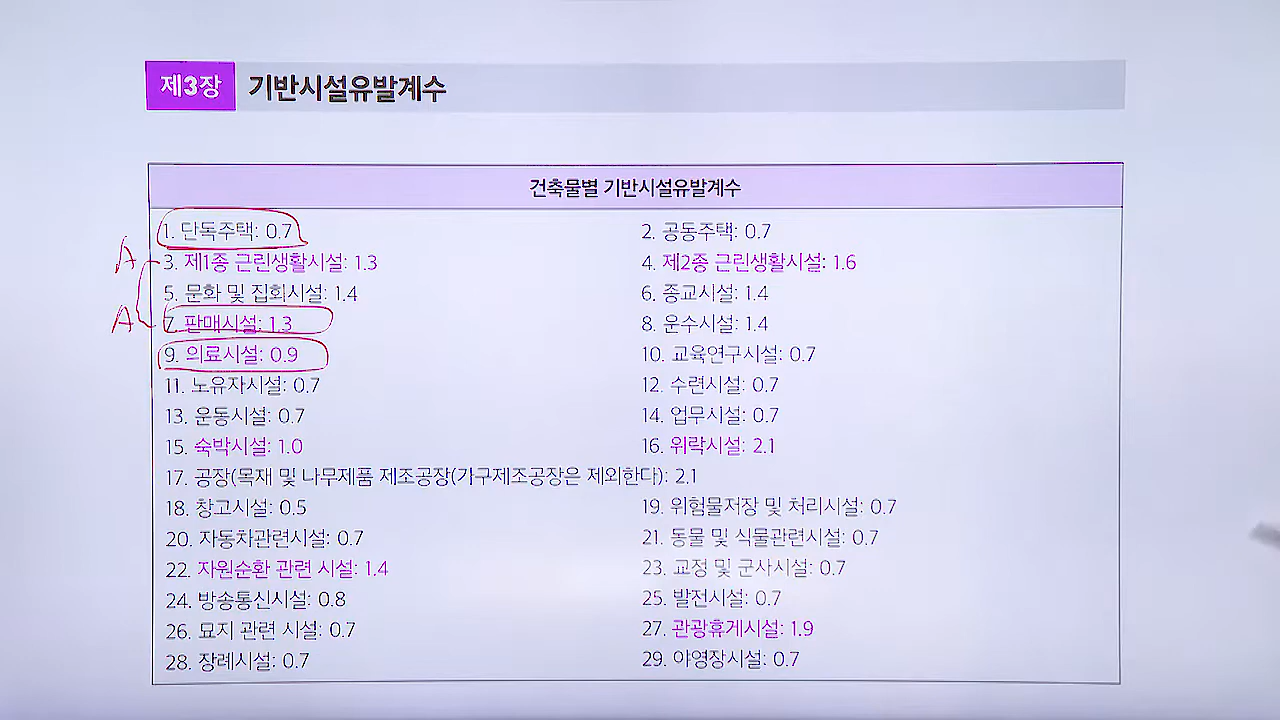 제3장 기반시설유발계수
건축물별 기반시설유발계수
1. 단독주택: 0.7 2. 공동주택: 0.7
A 3. 제1종 근린생활시설: 1.3 4. 제2종 근린생활시설: 1.6
5. 문화 및 집회시설: 1.4 6. 종교시설: 1.4
A 7. 판매시설: 1.3 8. 운수시설: 1.4
9. 의료시설: 0.9 10. 교육연구시설: 0.7
11. 노유자시설: 0.7 12. 수련시설: 0.7
13. 운동시설: 0.7 14. 업무시설: 0.7
15. 숙박시설: 1.0 16. 위락시설: 2.1
17. 공장(목재 및 나무제품 제조공장(가구제조공장은 제외한다): 2.1
18. 창고시설: 0.5 19. 위험물저장 및 처리시설: 0.7
20. 자동차관련시설: 0.7 21. 동물 및 식물관련시설: 0.7
22. 자원순환 관련 시설: 1.4 23. 교정 및 군사시설: 0.7
24. 방송통신시설: 0.8 25. 발전시설: 0.7
26. 묘지 관련 시설: 0.7 27. 관광휴게시설: 1.9
28. 장례시설: 0.7 29. 야영장시설: 0.7